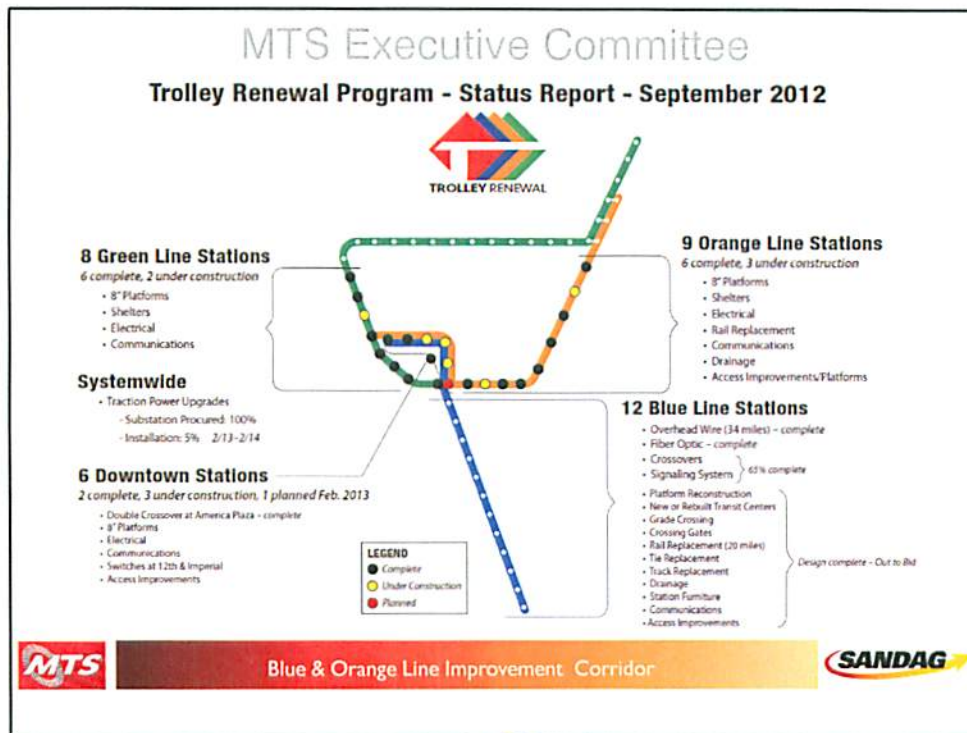 MTS Executive Committee
Trolley Renewal Program - Status Report - September 2012
T
TROLLEY RENEWAL
8 Green Line Stations
6 complete, 2 under construction
• 8" Platforms
• Shelters
• Electrical
• Communications
Systemwide
• Traction Power Upgrades
- Substation Procured: 100%
- Installation: 5% 2/13–2/14
6 Downtown Stations
2 complete, 3 under construction, 1 planned Feb. 2013
• Double Crossover at America Plaza – complete
• 8" Platforms
• Electrical
• Communications
• Switches at 12th & Imperial
• Access Improvements
LEGEND
Complete
Under Construction
Planned
9 Orange Line Stations
6 complete, 3 under construction
• 8" Platforms
• Shelters
• Electrical
• Rail Replacement
• Communications
• Drainage
• Access Improvements/Platforms
12 Blue Line Stations
• Overhead Wire (34 miles) – complete
• Fiber Optic – complete
• Crossovers
• Signaling System
65% complete
• Platform Reconstruction
• New or Rebuilt Transit Centers
• Grade Crossing
• Crossing Gates
• Rail Replacement (20 miles)
• Tie Replacement
• Track Replacement
• Drainage
• Station Furniture
• Communications
• Access Improvements
Design complete – Out to Bid
MTS
Blue & Orange Line Improvement Corridor
SANDAG